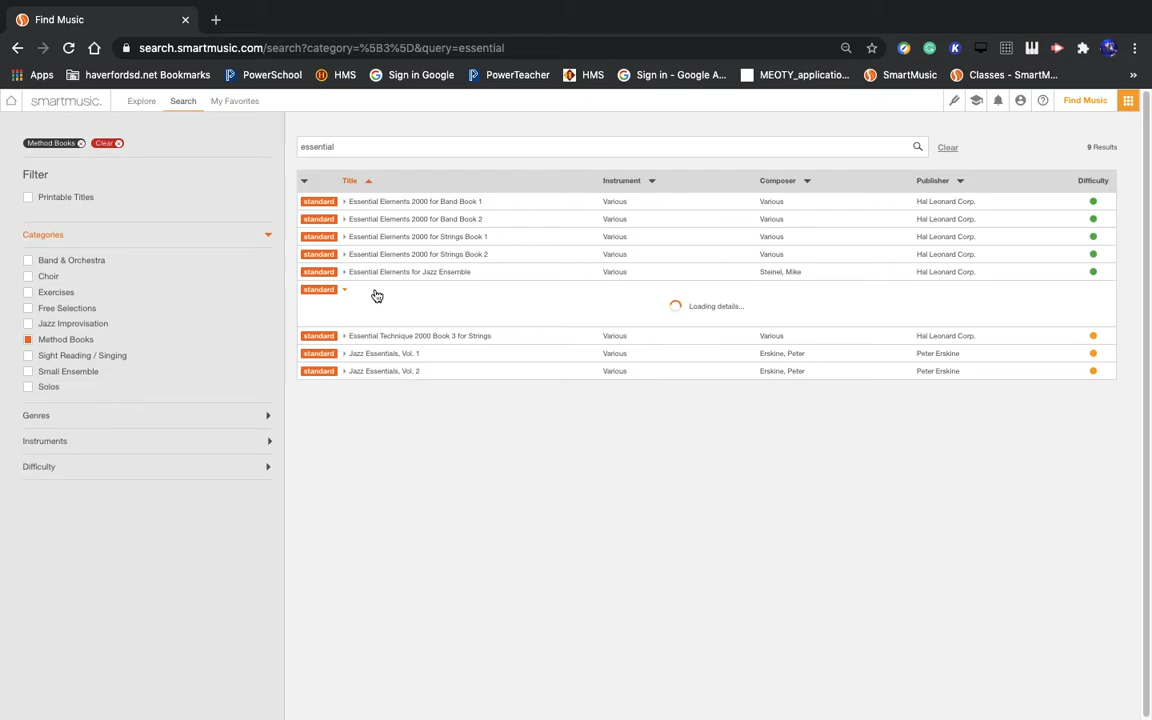 Find Music
search.smartmusic.com/search?category=%5B3%5D&query=essential
Apps haverfordsd.net Bookmarks PowerSchool HMS Sign in Google PowerTeacher HMS Sign in - Google A... MEOTY_applicatio... SmartMusic Classes - SmartM... »
smartmusic. Explore Search My Favorites Find Music
Method Books Clear
essential Clear 9 Results
Filter
Printable Titles
Categories
Band & Orchestra
Choir
Exercises
Free Selections
Jazz Improvisation
Method Books
Sight Reading / Singing
Small Ensemble
Solos
Genres
Instruments
Difficulty
Title Instrument Composer Publisher Difficulty
standard Essential Elements 2000 for Band Book 1 Various Various Hal Leonard Corp.
standard Essential Elements 2000 for Band Book 2 Various Various Hal Leonard Corp.
standard Essential Elements 2000 for Strings Book 1 Various Various Hal Leonard Corp.
standard Essential Elements 2000 for Strings Book 2 Various Various Hal Leonard Corp.
standard Essential Elements for Jazz Ensemble Various Steinel, Mike Hal Leonard Corp.
standard
Loading details...
standard Essential Technique 2000 Book 3 for Strings Various Various Hal Leonard Corp.
standard Jazz Essentials, Vol. 1 Various Erskine, Peter Peter Erskine
standard Jazz Essentials, Vol. 2 Various Erskine, Peter Peter Erskine